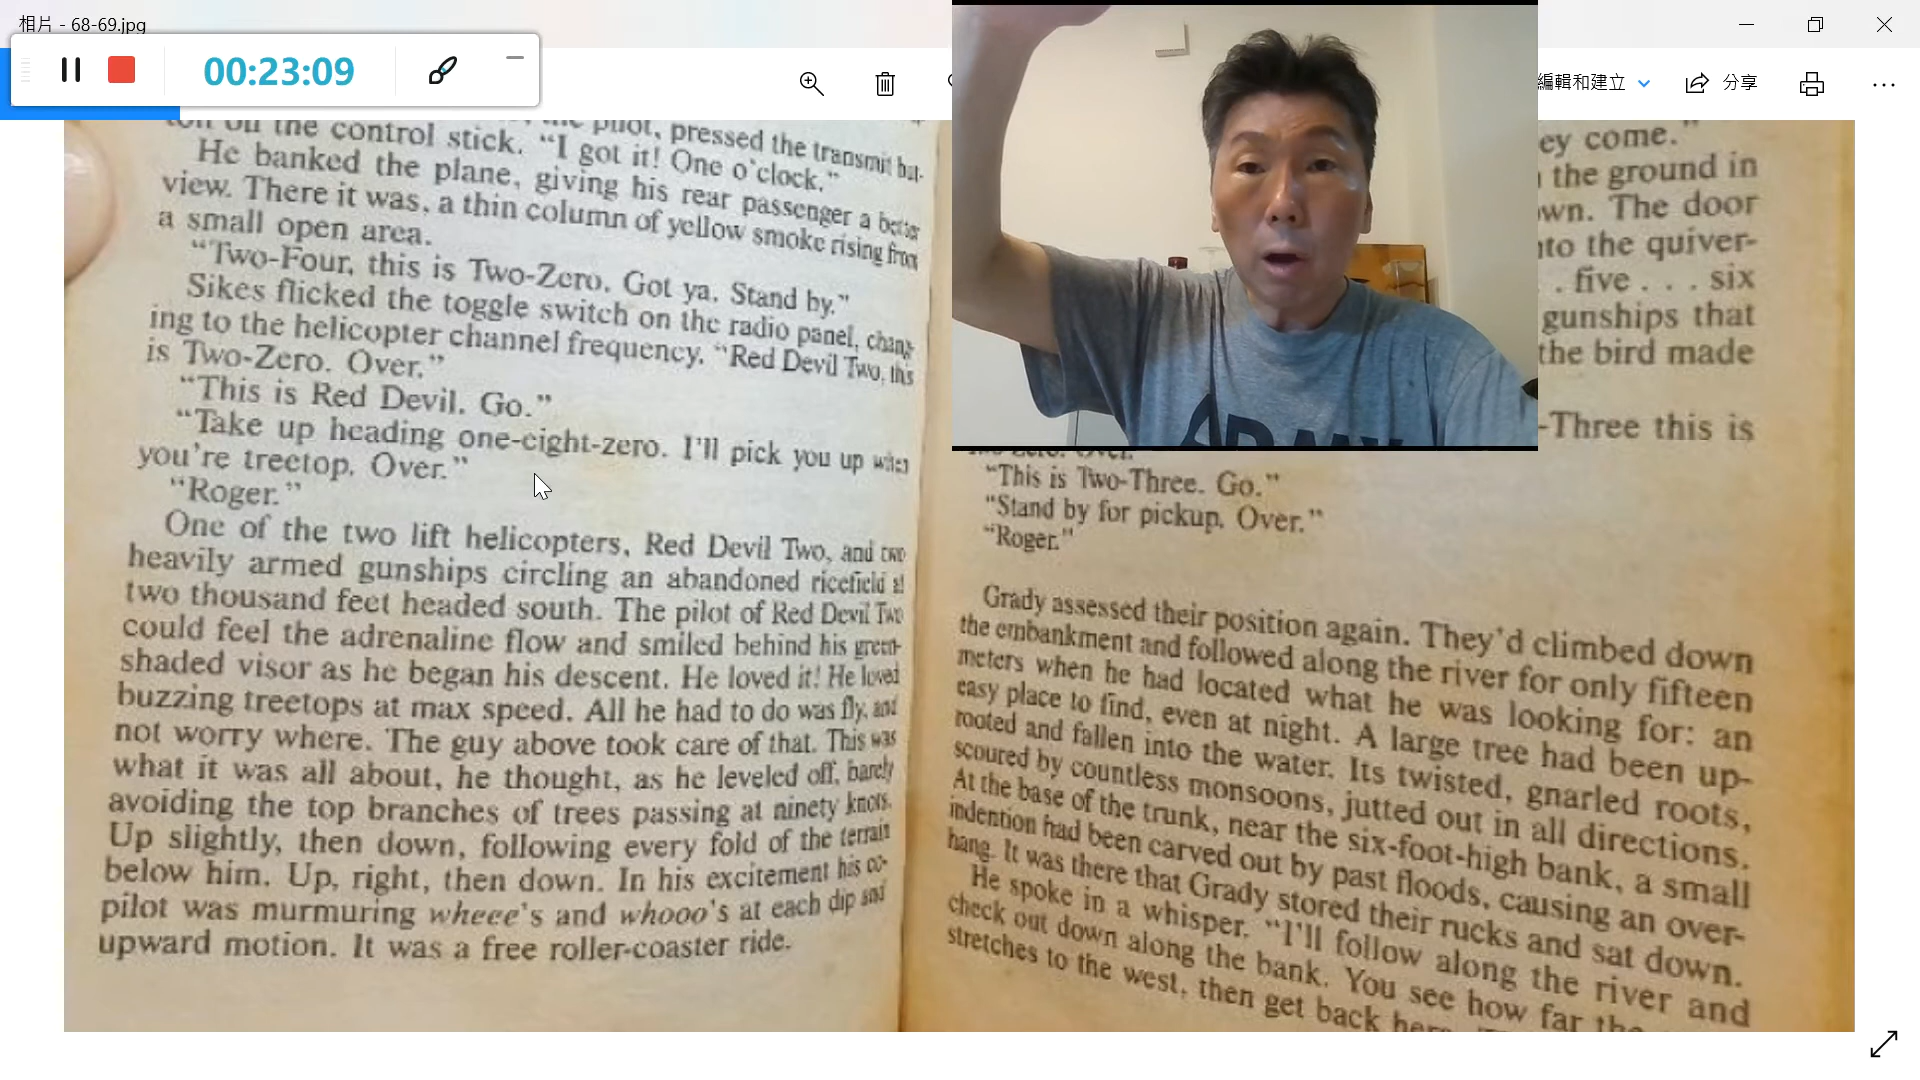 相片 - 68-69.jpg
00:23:09
編輯和建立
分享
pilot, pressed the transmit but-
ton on the control stick. “I got it! One o'clock.”
He banked the plane, giving his rear passenger a better
view. There it was, a thin column of yellow smoke rising from
a small open area.
“Two-Four, this is Two-Zero. Got ya. Stand by.”
Sikes flicked the toggle switch on the radio panel, chang-
ing to the helicopter channel frequency. “Red Devil Two, this
is Two-Zero. Over.”
“This is Red Devil. Go.”
“Take up heading one-eight-zero. I'll pick you up when
you're treetop. Over.”
“Roger.”
One of the two lift helicopters, Red Devil Two, and two
heavily armed gunships circling an abandoned ricefield at
two thousand feet headed south. The pilot of Red Devil Two
could feel the adrenaline flow and smiled behind his green-
shaded visor as he began his descent. He loved it! He loved
buzzing treetops at max speed. All he had to do was fly, and
not worry where. The guy above took care of that. This was
what it was all about, he thought, as he leveled off, barely
avoiding the top branches of trees passing at ninety knots.
Up slightly, then down, following every fold of the terrain
below him. Up, right, then down. In his excitement his co-
pilot was murmuring wheee's and whooo's at each dip and
upward motion. It was a free roller-coaster ride.
ey come.”
the ground in
wn. The door
nto the quiver-
. five . . . six
gunships that
the bird made
-Three this is
Two-Zero. Over.
“This is Two-Three. Go.”
“Stand by for pickup. Over.”
“Roger.”
Grady assessed their position again. They'd climbed down
the embankment and followed along the river for only fifteen
meters when he had located what he was looking for: an
easy place to find, even at night. A large tree had been up-
rooted and fallen into the water. Its twisted, gnarled roots,
scoured by countless monsoons, jutted out in all directions.
At the base of the trunk, near the six-foot-high bank, a small
indention had been carved out by past floods, causing an over-
hang. It was there that Grady stored their rucks and sat down.
He spoke in a whisper. “I'll follow along the river and
check out down along the bank. You see how far the
stretches to the west, then get back here.
ARMY